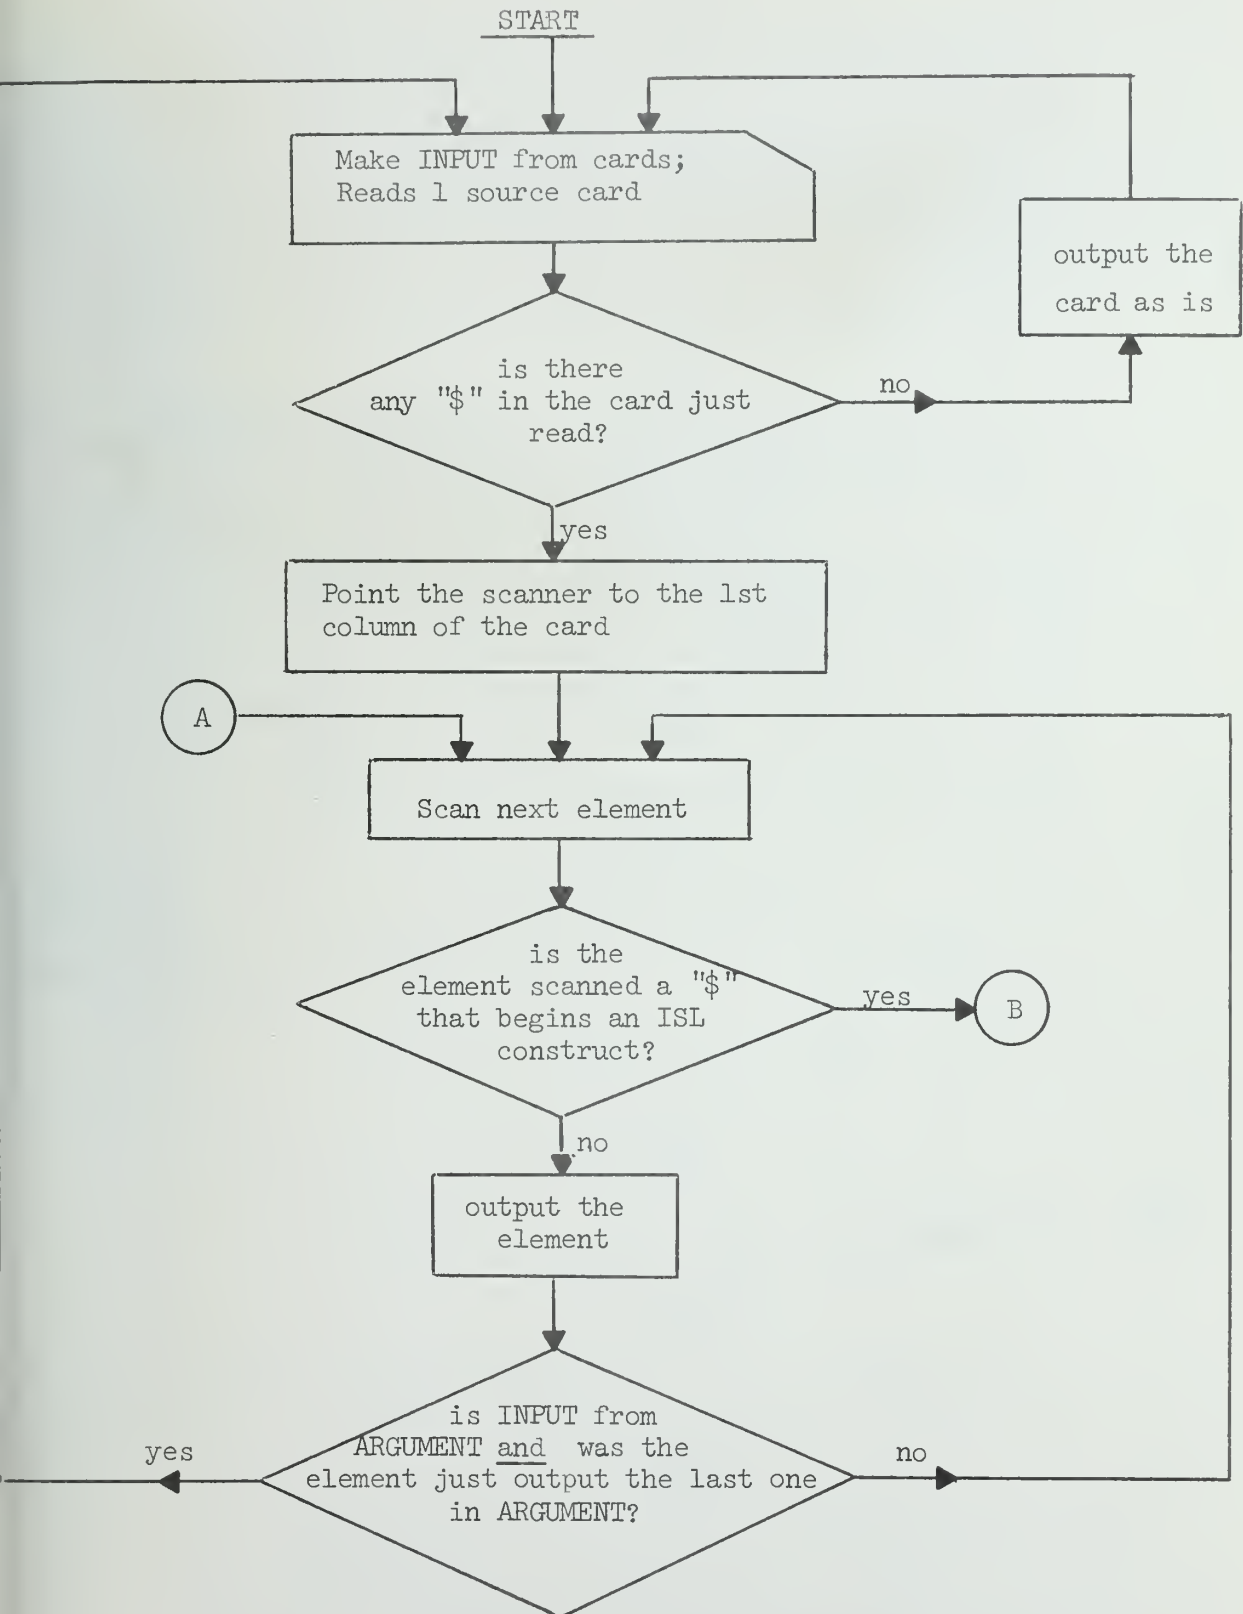 START
Make INPUT from cards;
Reads 1 source card
output the
card as is
is there
any "$" in the card just
read?
no
yes
Point the scanner to the 1st
column of the card
A
Scan next element
is the
element scanned a "$"
that begins an ISL
construct?
yes
B
no
output the
element
is INPUT from
ARGUMENT and was the
element just output the last one
in ARGUMENT?
yes
no